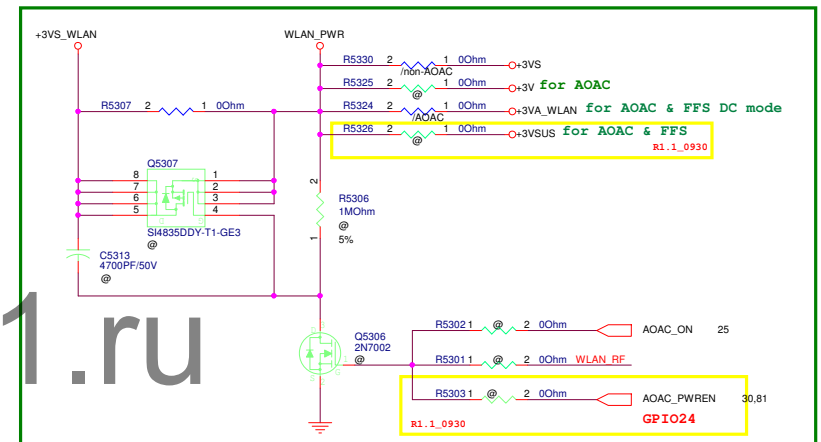 +3VS_WLAN WLAN_PWR
R5330 2 1 0Ohm +3VS
/non-AOAC
R5325 2 1 0Ohm +3V for AOAC
@
R5307 2 1 0Ohm R5324 2 1 0Ohm +3VA_WLAN for AOAC & FFS DC mode
/AOAC
R5326 2 1 0Ohm +3VSUS for AOAC & FFS
@
R1.1_0930
Q5307
8 1
7 2
6 3
5 4
SI4835DDY-T1-GE3
@
2
R5306
1MOhm
@
5%
1
C5313
4700PF/50V
@
1.ru
Q5306
2N7002
@
R5302 1 @ 2 0Ohm AOAC_ON 25
R5301 1 @ 2 0Ohm WLAN_RF
R5303 1 @ 2 0Ohm AOAC_PWREN 30,81
R1.1_0930 GPIO24